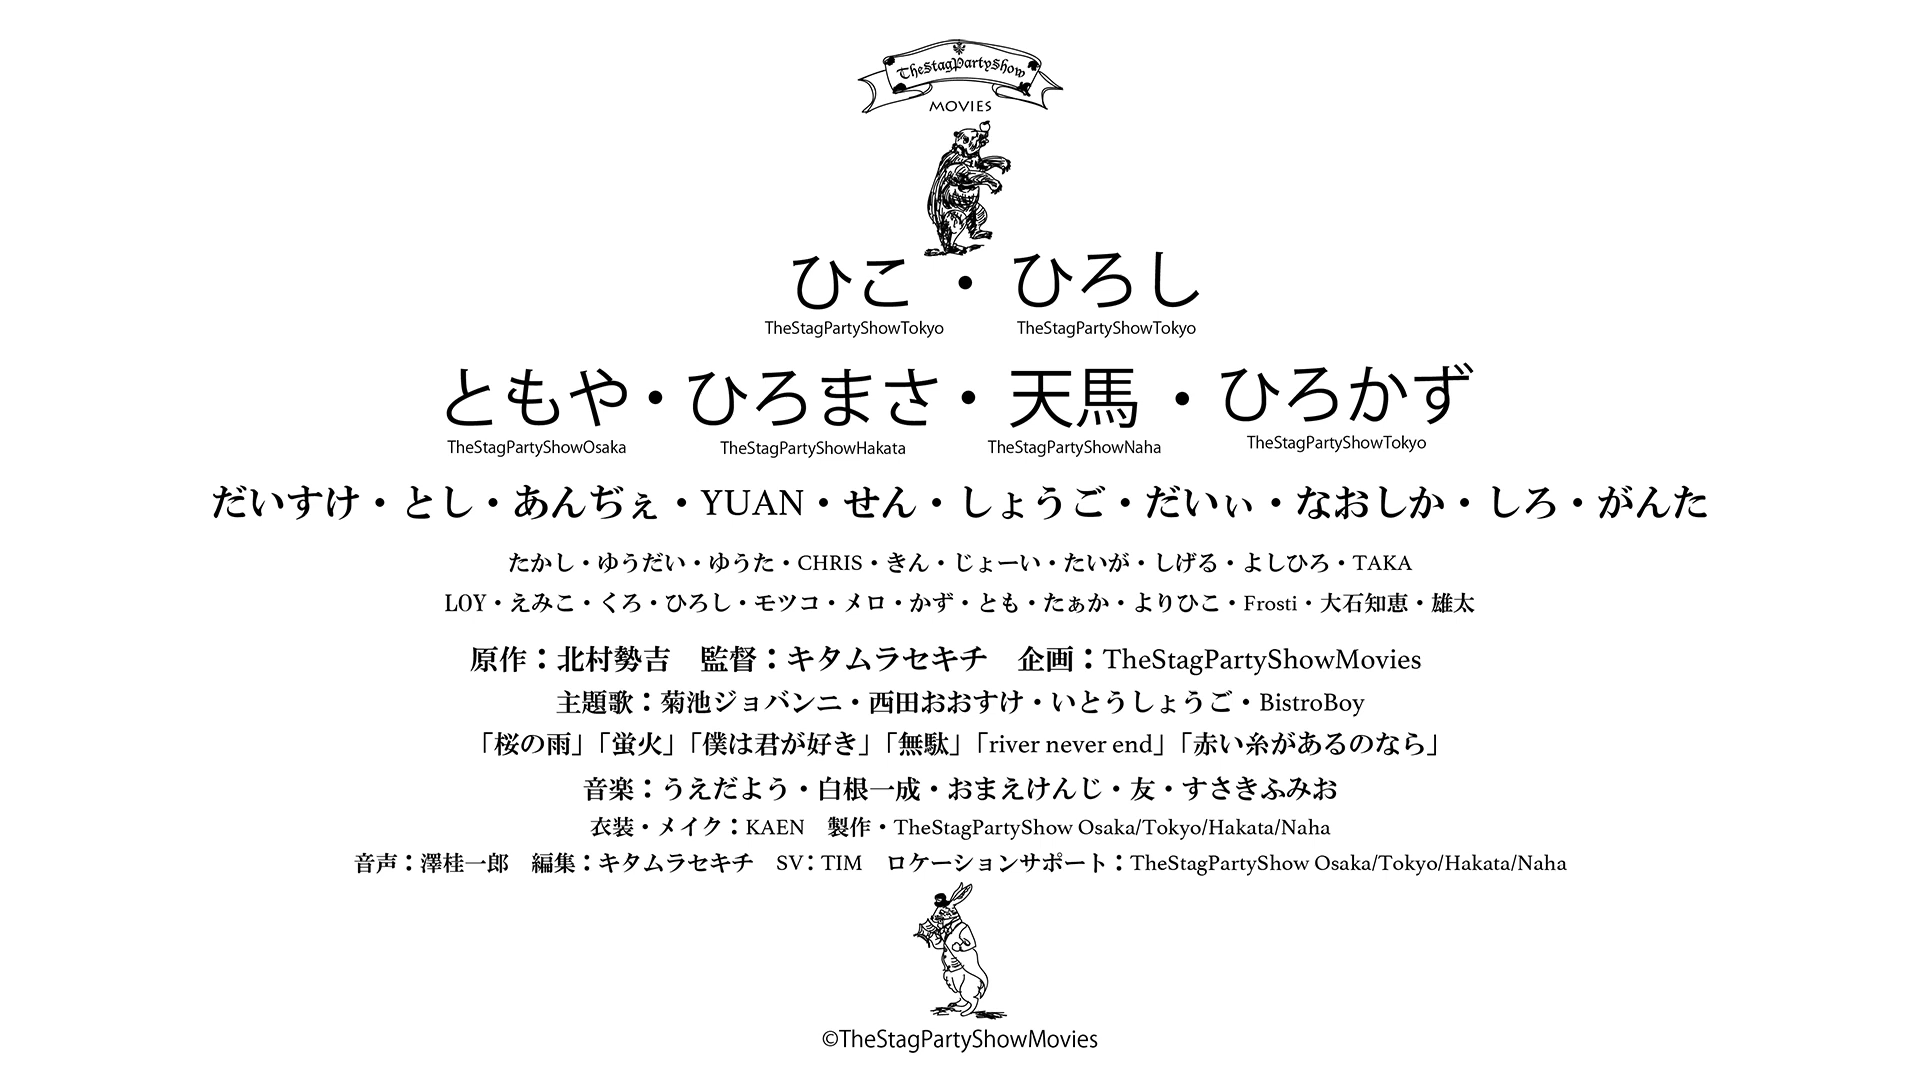 TheStagPartyShow
MOVIES
ひこ・ひろし
TheStagPartyShowTokyo TheStagPartyShowTokyo
ともや・ひろまさ・天馬・ひろかず
TheStagPartyShowOsaka TheStagPartyShowHakata TheStagPartyShowNaha TheStagPartyShowTokyo
だいすけ・とし・あんぢぇ・YUAN・せん・しょうご・だいぃ・なおしか・しろ・がんた
たかし・ゆうだい・ゆうた・CHRIS・きん・じょーい・たいが・しげる・よしひろ・TAKA
LOY・えみこ・くろ・ひろし・モツコ・メロ・かず・とも・たぁか・よりひこ・Frosti・大石知恵・雄太
原作：北村勢吉　監督：キタムラセキチ　企画：TheStagPartyShowMovies
主題歌：菊池ジョバンニ・西田おおすけ・いとうしょうご・BistroBoy
「桜の雨」「蛍火」「僕は君が好き」「無駄」「river never end」「赤い糸があるのなら」
音楽：うえだよう・白根一成・おまえけんじ・友・すさきふみお
衣装・メイク：KAEN　製作・TheStagPartyShow Osaka/Tokyo/Hakata/Naha
音声：澤桂一郎　編集：キタムラセキチ　SV：TIM　ロケーションサポート：TheStagPartyShow Osaka/Tokyo/Hakata/Naha
©TheStagPartyShowMovies